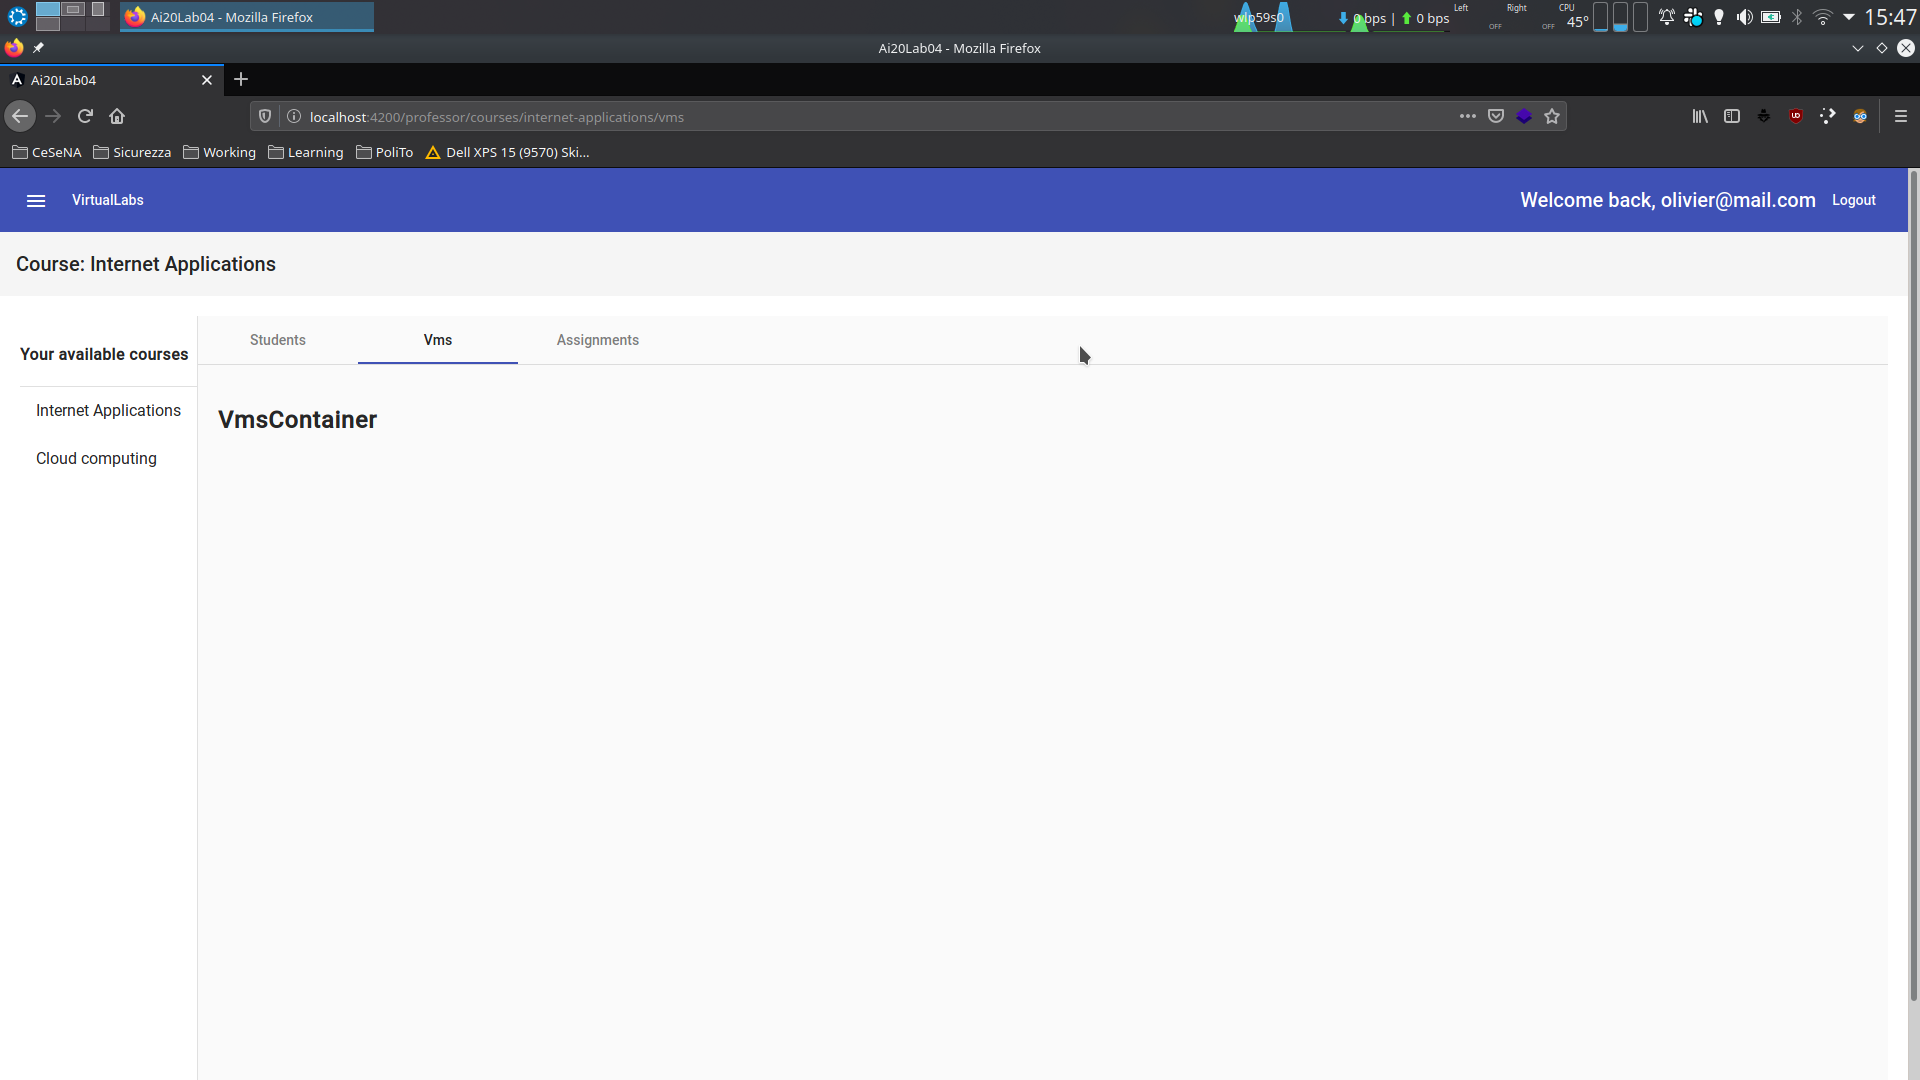 Ai20Lab04 - Mozilla Firefox
wlp59s0
0 bps | 0 bps
Left
OFF
Right
OFF
CPU
45°
15:47
Ai20Lab04 - Mozilla Firefox
Ai20Lab04
localhost:4200/professor/courses/internet-applications/vms
CeSeNA
Sicurezza
Working
Learning
PoliTo
Dell XPS 15 (9570) Ski...
VirtualLabs
Welcome back, olivier@mail.com
Logout
Course: Internet Applications
Your available courses
Internet Applications
Cloud computing
Students
Vms
Assignments
VmsContainer